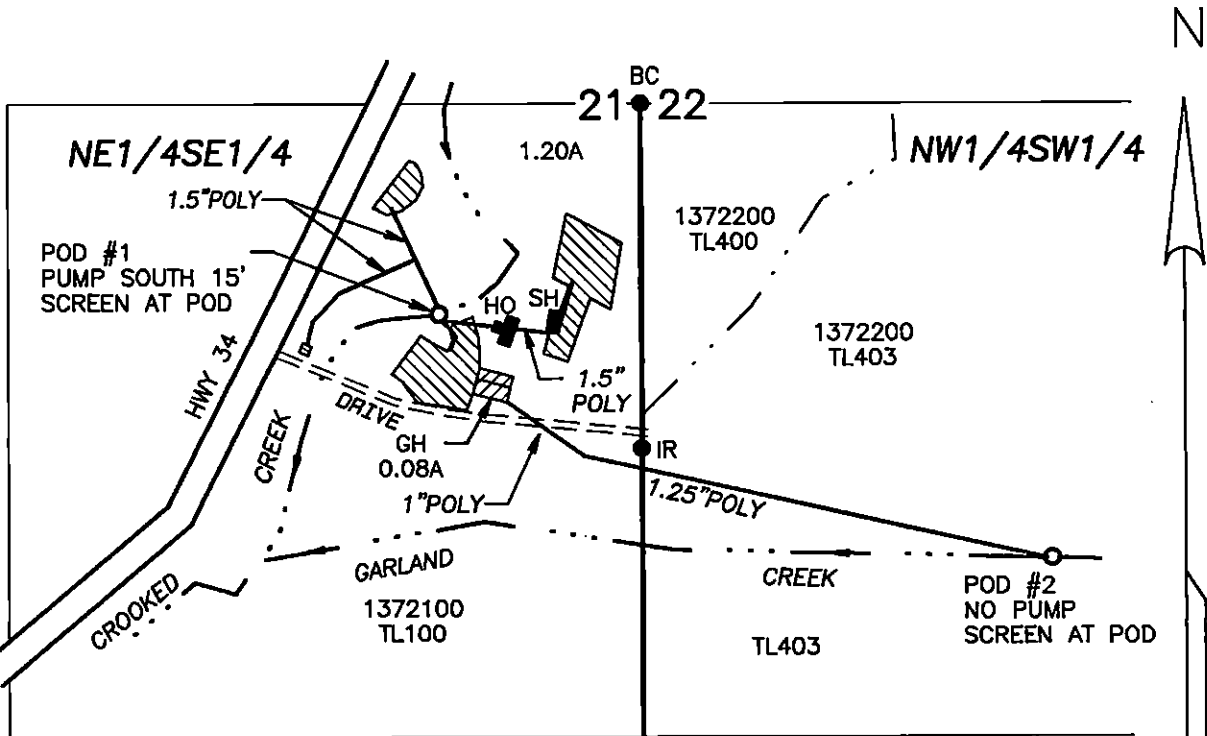 N
BC
21 22
NE1/4SE1/4
1.20A
NW1/4SW1/4
1.5"POLY
1372200
TL400
POD #1
PUMP SOUTH 15'
SCREEN AT POD
HO
SH
1372200
TL403
HWY 34
1.5"
POLY
DRIVE
CREEK
GH
0.08A
IR
1"POLY
1.25"POLY
GARLAND
CREEK
CROOKED
1372100
TL100
TL403
POD #2
NO PUMP
SCREEN AT POD